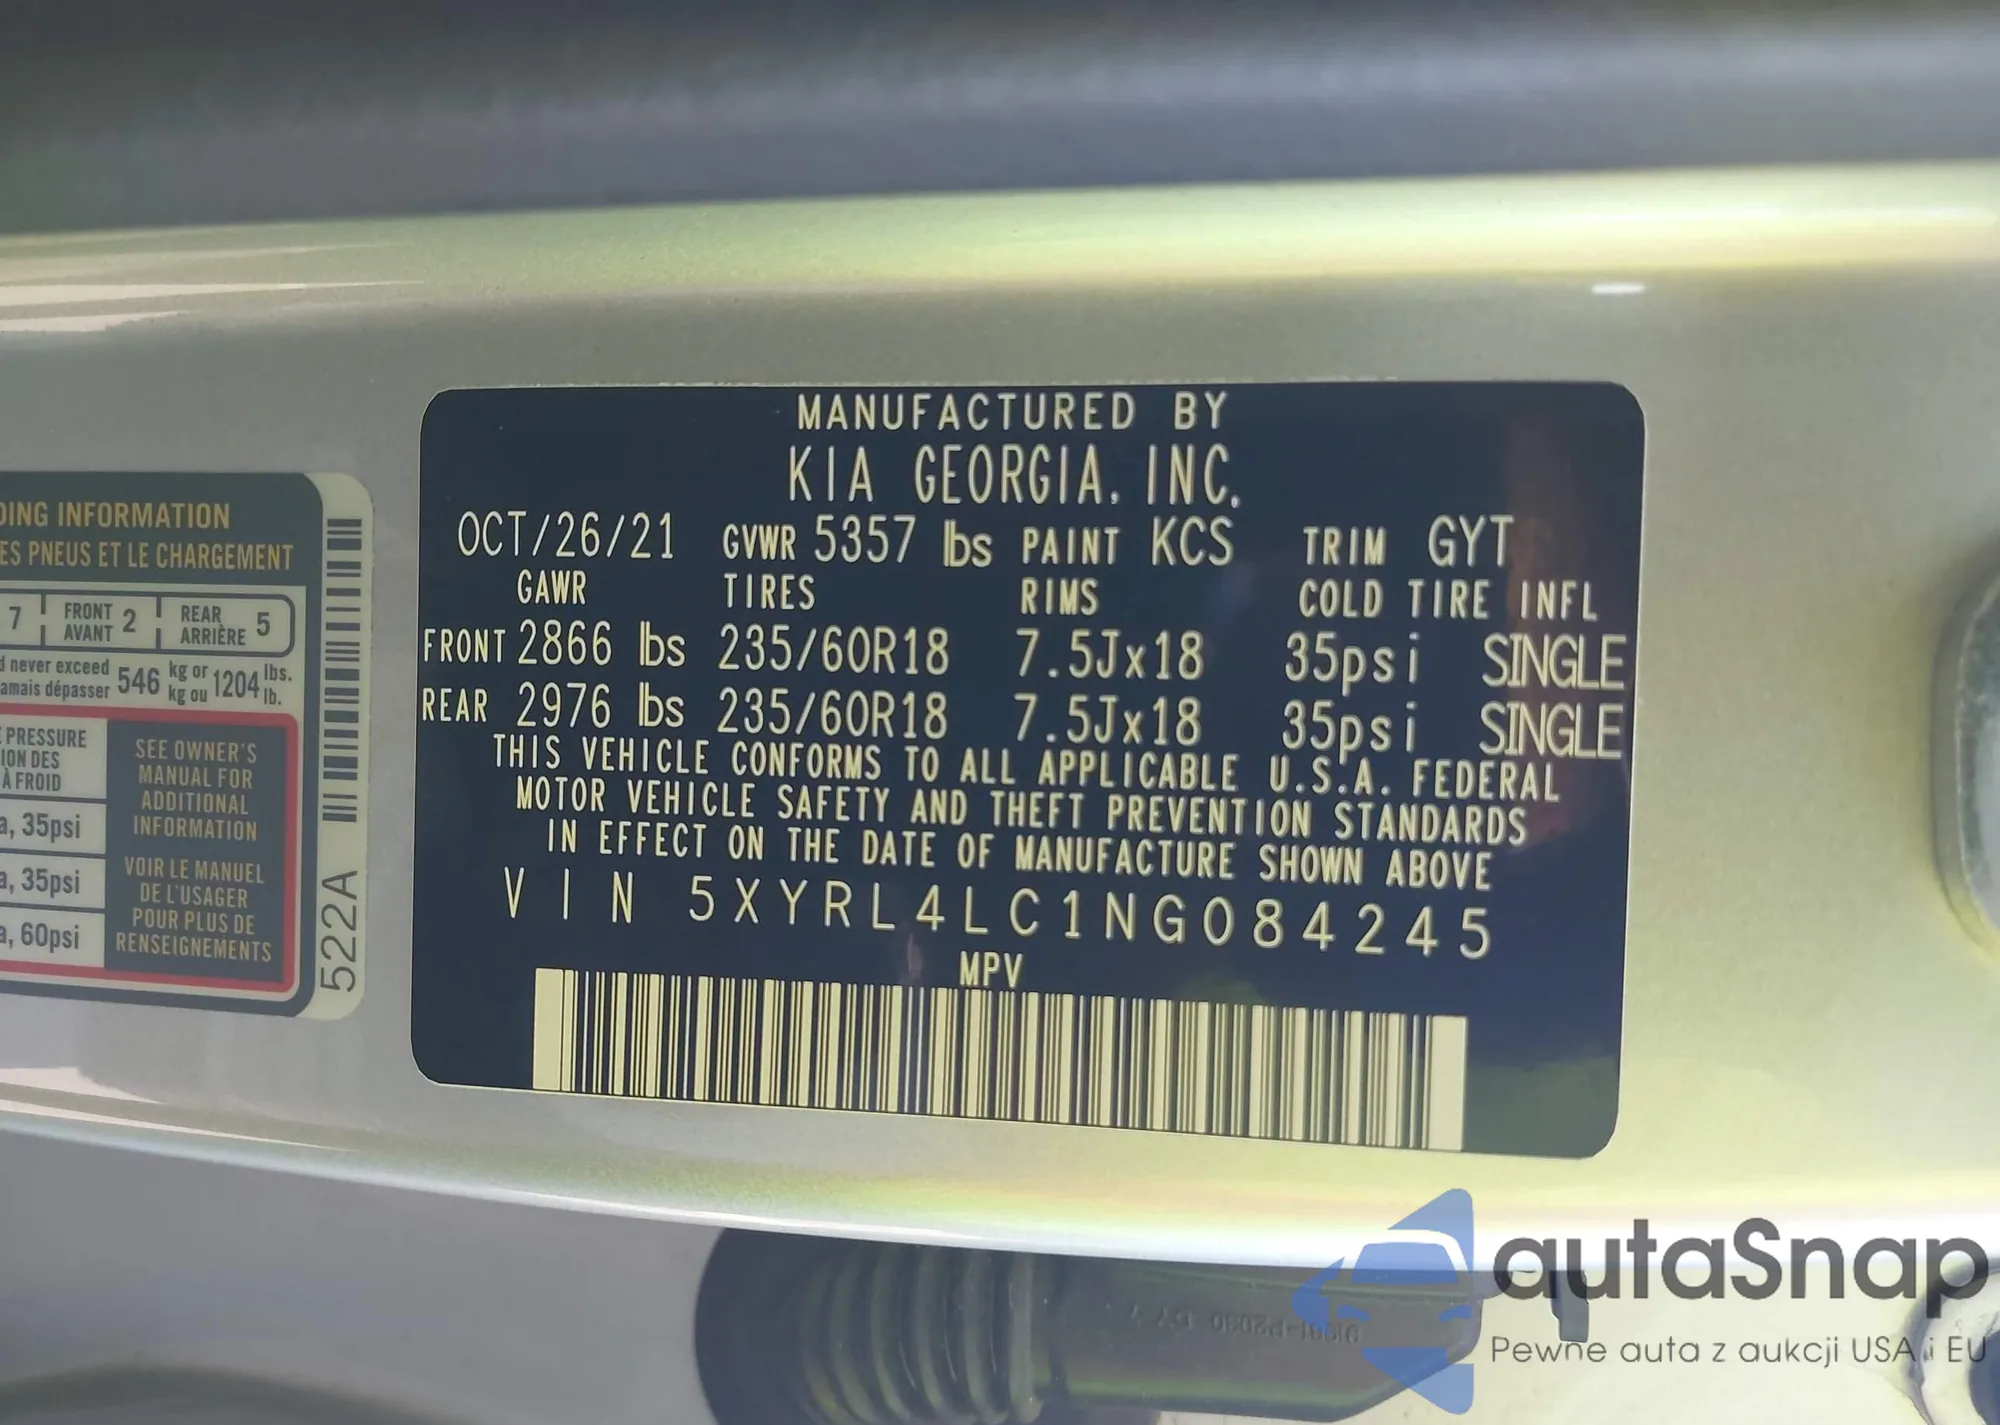 MANUFACTURED BY
KIA GEORGIA, INC.
OCT/26/21 GVWR 5357 lbs PAINT KCS TRIM GYT
GAWR TIRES RIMS COLD TIRE INFL
FRONT 2866 lbs 235/60R18 7.5Jx18 35psi SINGLE
REAR 2976 lbs 235/60R18 7.5Jx18 35psi SINGLE
THIS VEHICLE CONFORMS TO ALL APPLICABLE U.S.A. FEDERAL
MOTOR VEHICLE SAFETY AND THEFT PREVENTION STANDARDS
IN EFFECT ON THE DATE OF MANUFACTURE SHOWN ABOVE
VIN 5XYRL4LC1NG084245
MPV
DING INFORMATION
ES PNEUS ET LE CHARGEMENT
7 FRONT AVANT 2 REAR ARRIÈRE 5
d never exceed 546 kg or 1204 lbs.
amais dépasser kg ou lb.
E PRESSURE
ION DES
À FROID
a, 35psi
a, 35psi
a, 60psi
SEE OWNER'S
MANUAL FOR
ADDITIONAL
INFORMATION
VOIR LE MANUEL
DE L'USAGER
POUR PLUS DE
RENSEIGNEMENTS
522A
autaSnap
Pewne auta z aukcji USA i EU